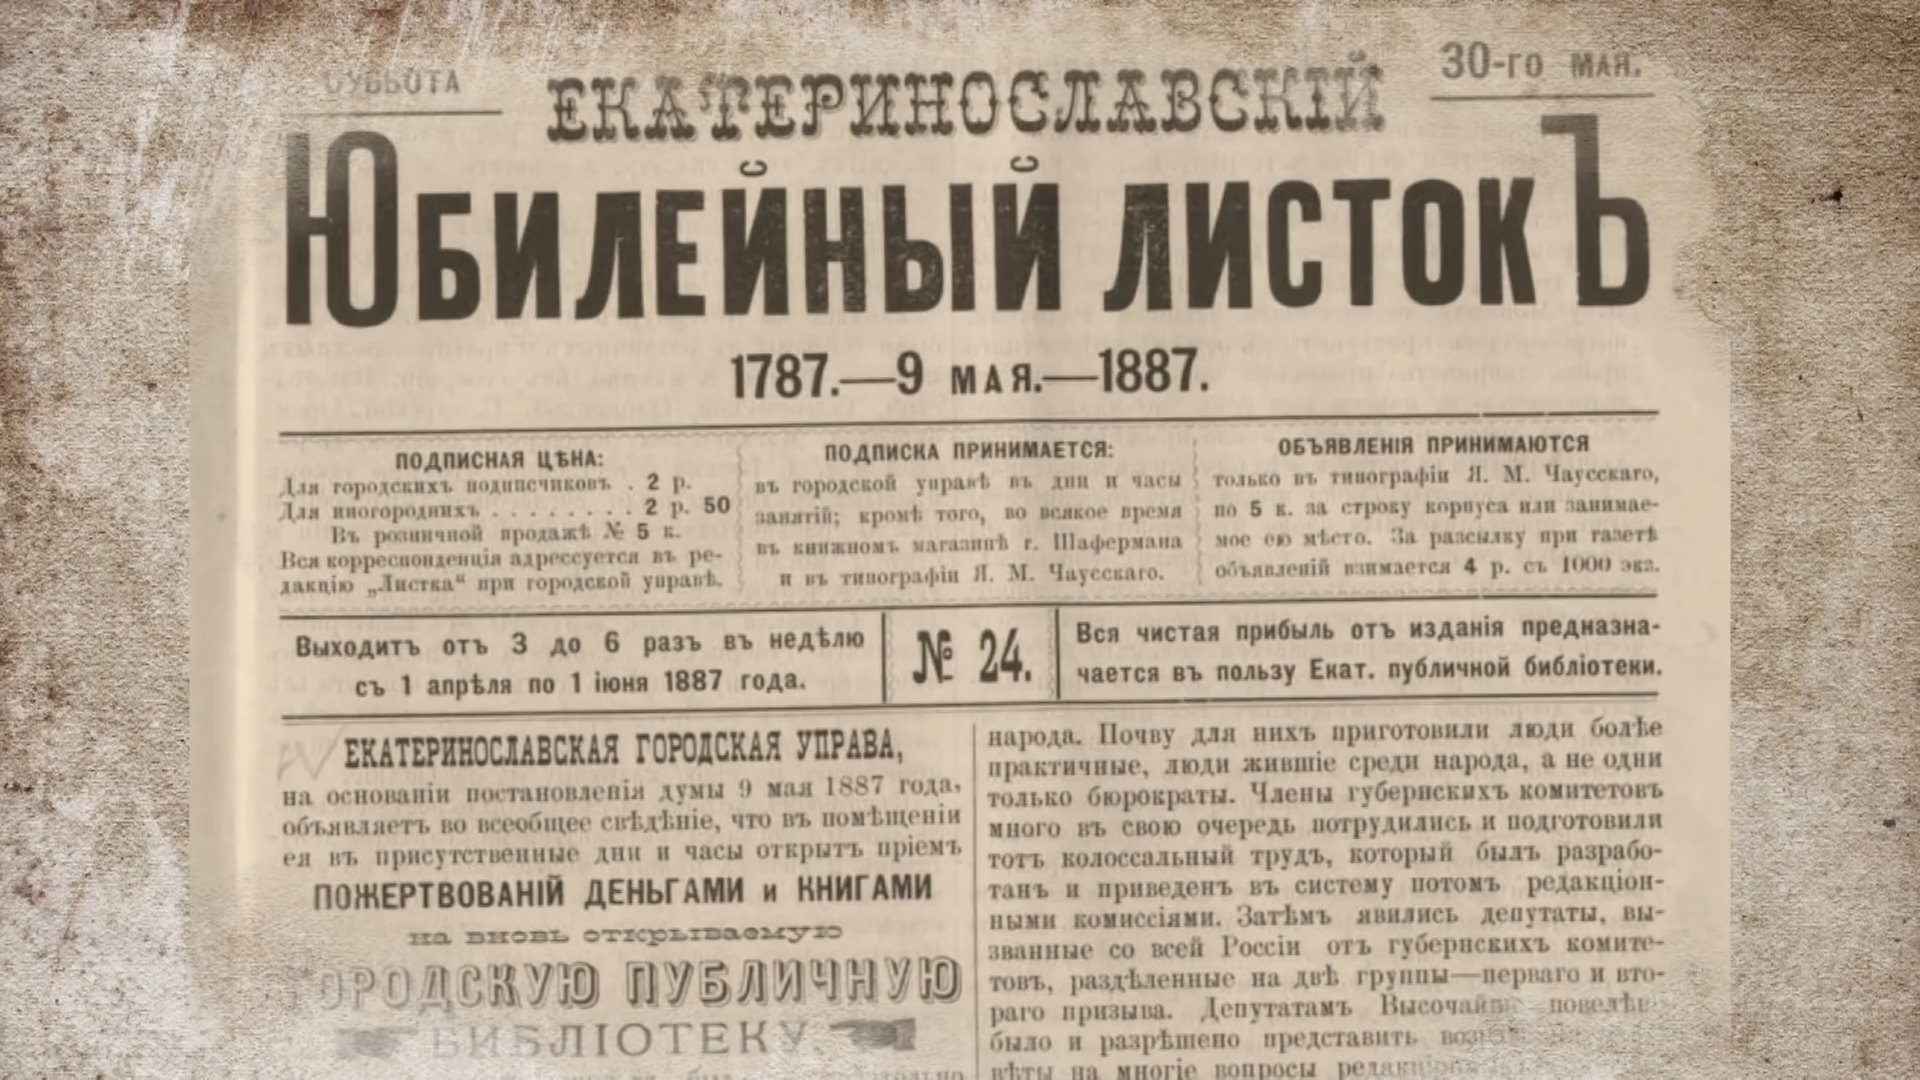 СУББОТА
ЕКАТЕРИНОСЛАВСКІЙ
30-го МАЯ.
ЮБИЛЕЙНЫЙ ЛИСТОКЪ
1787.—9 МАЯ.—1887.
ПОДПИСНАЯ ЦѢНА:
Для городскихъ подписчиковъ . 2 р.
Для иногороднихъ . . . . . . . . 2 р. 50
Въ розничной продажѣ № 5 к.
Вся корреспонденція адрессуется въ ре-
дакцію „Листка“ при городской управѣ.
ПОДПИСКА ПРИНИМАЕТСЯ:
въ городской управѣ въ дни и часы
занятій; кромѣ того, во всякое время
въ книжномъ магазинѣ г. Шафермана
и въ типографіи Я. М. Чаусскаго.
ОБЪЯВЛЕНІЯ ПРИНИМАЮТСЯ
только въ типографіи Я. М. Чаусскаго,
по 5 к. за строку корпуса или занимае-
мое ею мѣсто. За разсылку при газетѣ
объявленій взимается 4 р. съ 1000 экз.
Выходитъ отъ 3 до 6 разъ въ недѣлю
съ 1 апрѣля по 1 іюня 1887 года.
№ 24.
Вся чистая прибыль отъ изданія предназна-
чается въ пользу Екат. публичной библіотеки.
ЕКАТЕРИНОСЛАВСКАЯ ГОРОДСКАЯ УПРАВА,
на основаніи постановленія думы 9 мая 1887 года,
объявляетъ во всеобщее свѣдѣніе, что въ помѣщеніи
ея въ присутственные дни и часы открытъ пріемъ
ПОЖЕРТВОВАНІЙ ДЕНЬГАМИ и КНИГАМИ
на вновь открываемую
ГОРОДСКУЮ ПУБЛИЧНУЮ
БИБЛІОТЕКУ.
народа. Почву для нихъ приготовили люди болѣе
практичные, люди жившіе среди народа, а не одни
только бюрократы. Члены губернскихъ комитетовъ
много въ свою очередь потрудились и подготовили
тотъ колоссальный трудъ, который былъ разрабо-
танъ и приведенъ въ систему потомъ редакціон-
ными комиссіями. Затѣмъ явились депутаты, вы-
званные со всей Россіи отъ губернскихъ комите-
товъ, раздѣленные на двѣ группы—перваго и вто-
раго призыва. Депутатамъ
было и разрѣшено представить
вѣты на многіе вопросы